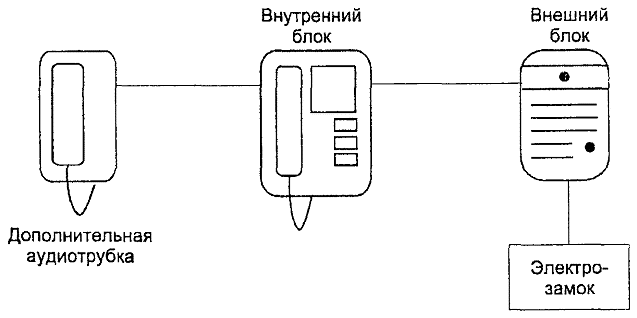 Внутренний
блок
Внешний
блок
Дополнительная
аудиотрубка
Электро-
замок